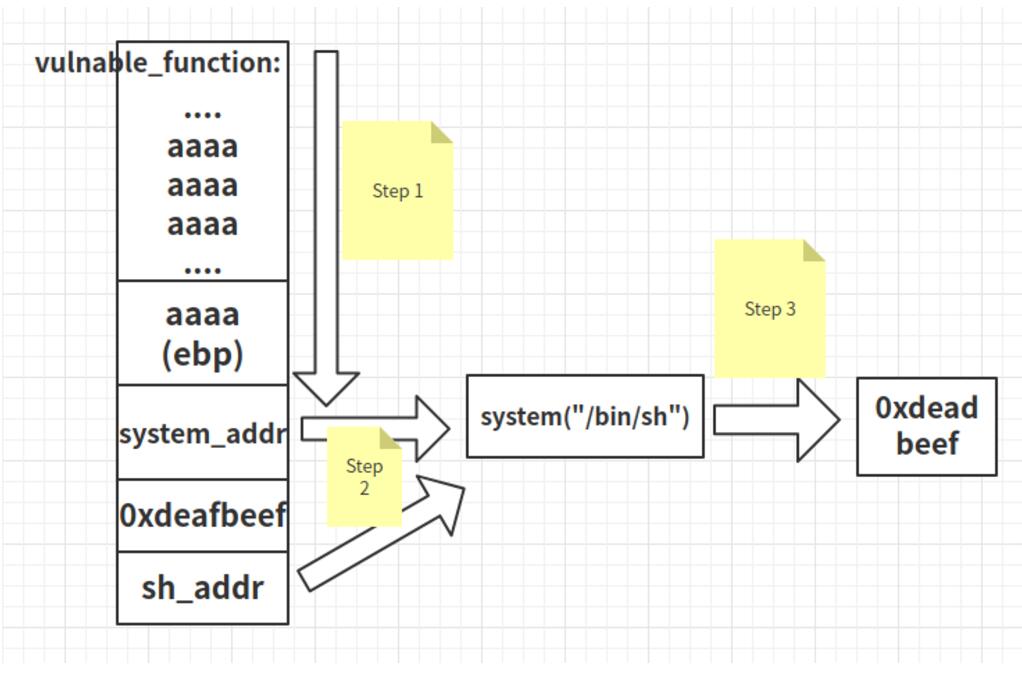 vulnable_function:
....
aaaa
aaaa
aaaa
....
aaaa
(ebp)
system_addr
0xdeafbeef
sh_addr
Step 1
Step
2
system("/bin/sh")
Step 3
0xdead
beef